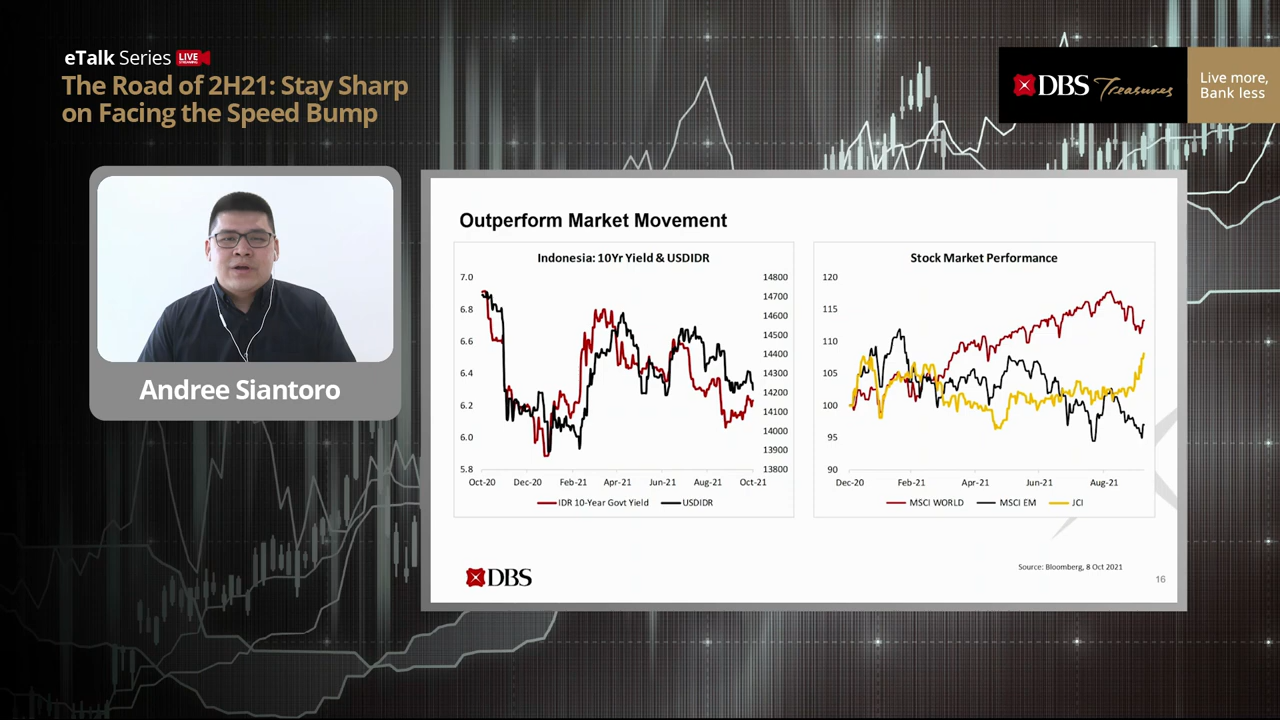 eTalk Series LIVE
The Road of 2H21: Stay Sharp
on Facing the Speed Bump
DBS Treasures
Live more,
Bank less
Andree Siantoro
Outperform Market Movement
Indonesia: 10Yr Yield & USDIDR
7.0
6.8
6.6
6.4
6.2
6.0
5.8
14800
14700
14600
14500
14400
14300
14200
14100
14000
13900
13800
Oct-20 Dec-20 Feb-21 Apr-21 Jun-21 Aug-21 Oct-21
IDR 10-Year Govt Yield USDIDR
Stock Market Performance
120
115
110
105
100
95
90
Dec-20 Feb-21 Apr-21 Jun-21 Aug-21
MSCI WORLD MSCI EM JCI
DBS
Source: Bloomberg, 8 Oct 2021
16